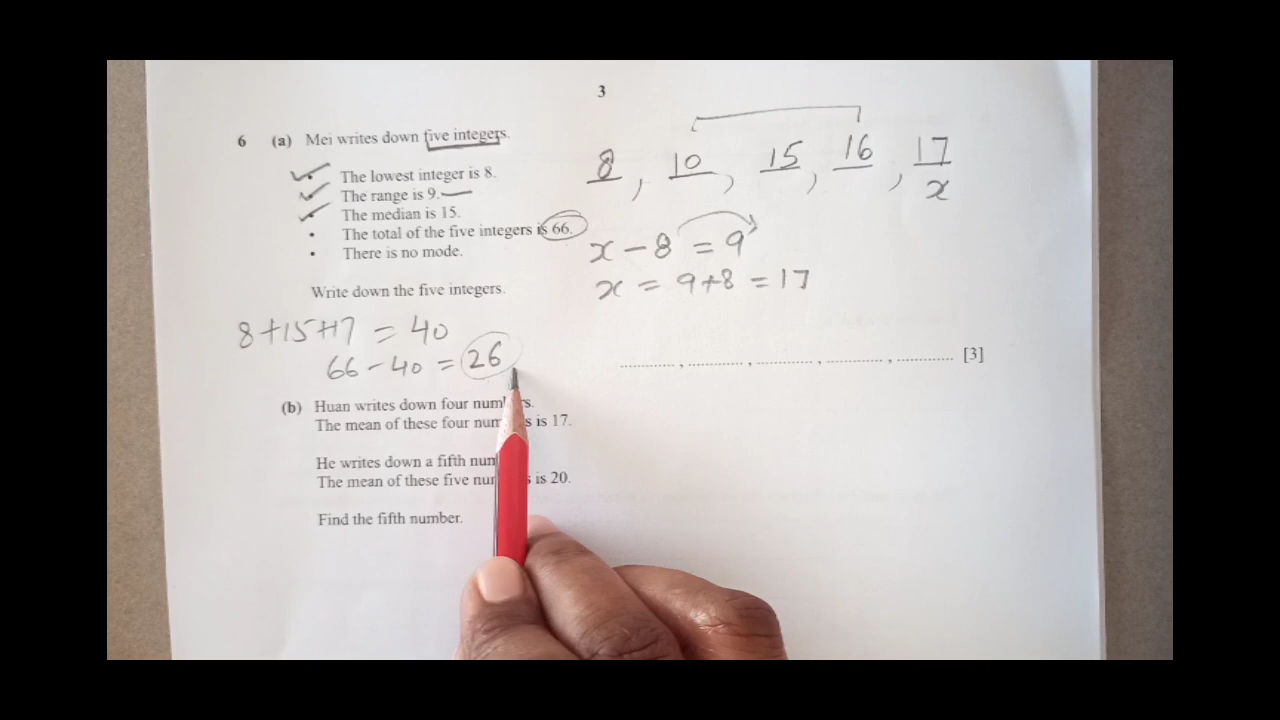 3
6 (a) Mei writes down five integers.
• The lowest integer is 8.
• The range is 9.
• The median is 15.
• The total of the five integers is 66.
• There is no mode.
Write down the five integers.
8 , 10 , 15 , 16 , 17
x
x - 8 = 9
x = 9+8 = 17
8+15+17 = 40
66 - 40 = 26
.............. , .............. , .............. , .............. , .............. [3]
(b) Huan writes down four
The mean of these four is 17.
He writes down a fifth
The mean of these five is 20.
Find the fifth number.